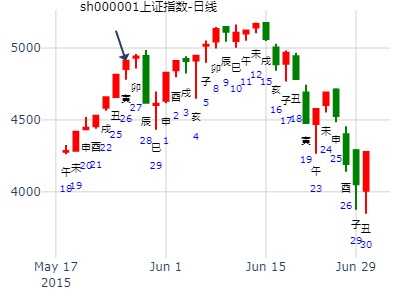 sh000001上证指数-日线
5000
4500
4000
午
18
未
19
申
20
酉
21
戌
22
丑
25
寅
26
卯
27
辰
28
巳
29
申
1
酉
2
戌
3
亥
4
子
5
卯
8
辰
9
巳
10
午
11
未
12
戌
15
亥
16
子
17
丑
18
寅
19
午
23
未
24
申
25
酉
26
子
29
丑
30
May 17
2015
Jun 1
Jun 15
Jun 29